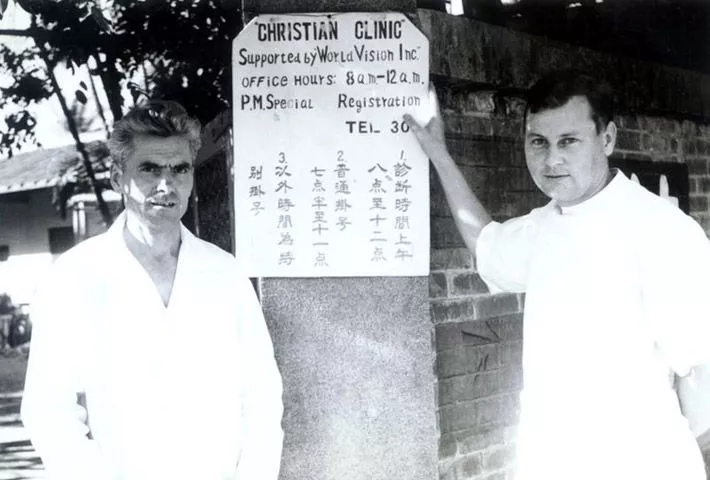 "CHRISTIAN CLINIC"
Supported by "World Vision Inc."
OFFICE HOURS: 8 a.m–12 a.m.
P.M. Special Registration
TEL 30
1. 診断時間上午
八点至十二点
2. 普通掛号
七点半至十一点
3. 以外時間為特
別掛号